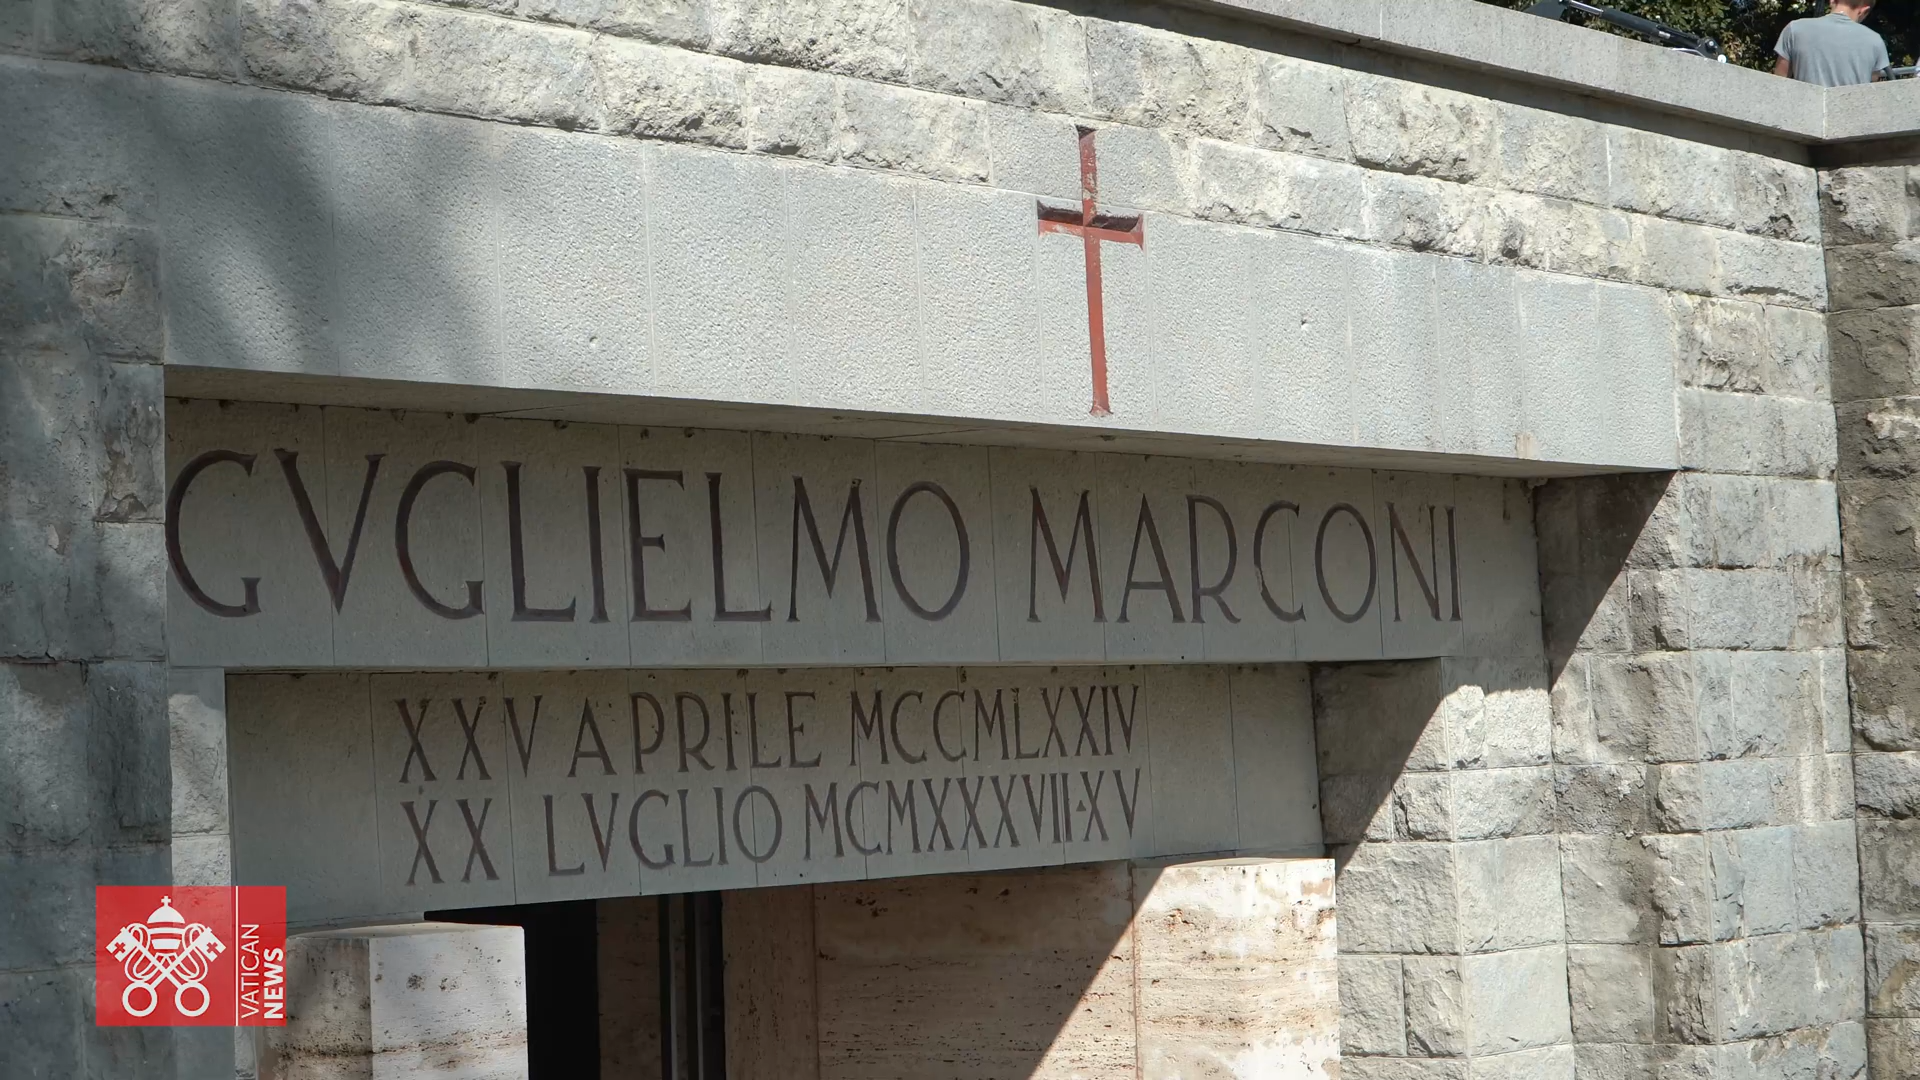 GVGLIELMO MARCONI
XXV APRILE MCCMLXXIV
XX LVGLIO MCMXXXVII·XV
VATICAN
NEWS